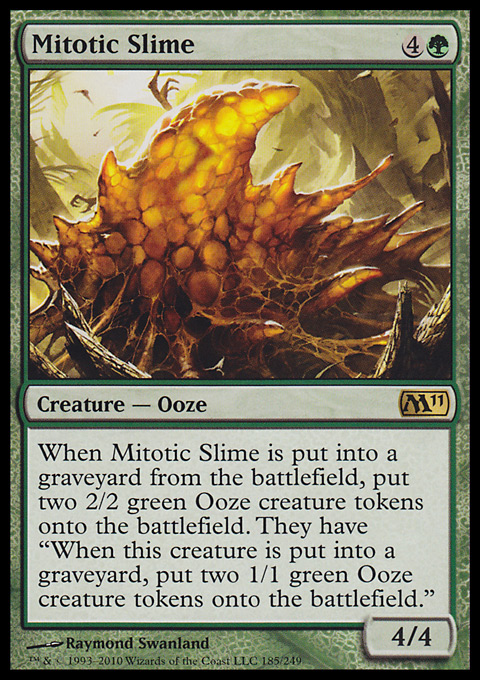 Mitotic Slime 4
Creature — Ooze M11
When Mitotic Slime is put into a
graveyard from the battlefield, put
two 2/2 green Ooze creature tokens
onto the battlefield. They have
“When this creature is put into a
graveyard, put two 1/1 green Ooze
creature tokens onto the battlefield.”
Raymond Swanland
4/4
™ & © 1993–2010 Wizards of the Coast LLC 185/249